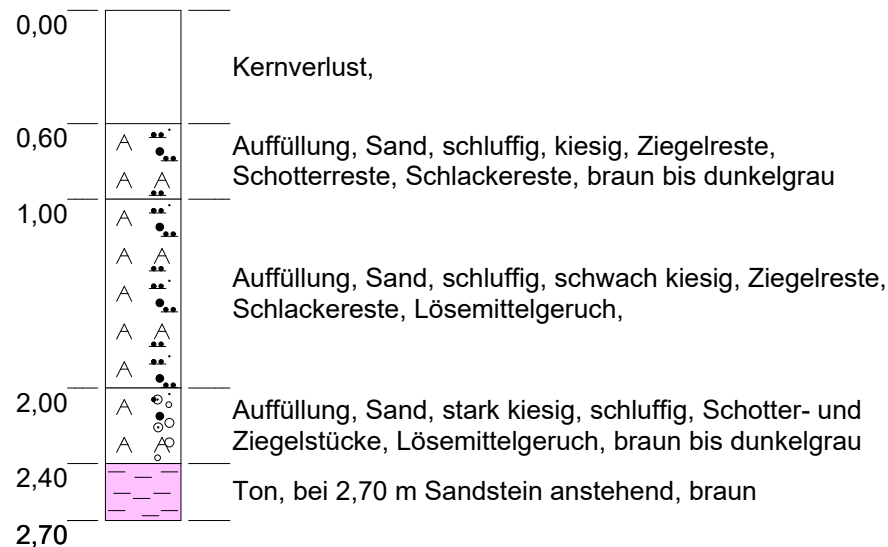 0,00
Kernverlust,
0,60
Auffüllung, Sand, schluffig, kiesig, Ziegelreste,
Schotterreste, Schlackereste, braun bis dunkelgrau
1,00
Auffüllung, Sand, schluffig, schwach kiesig, Ziegelreste,
Schlackereste, Lösemittelgeruch,
2,00
Auffüllung, Sand, stark kiesig, schluffig, Schotter- und
Ziegelstücke, Lösemittelgeruch, braun bis dunkelgrau
2,40
Ton, bei 2,70 m Sandstein anstehend, braun
2,70